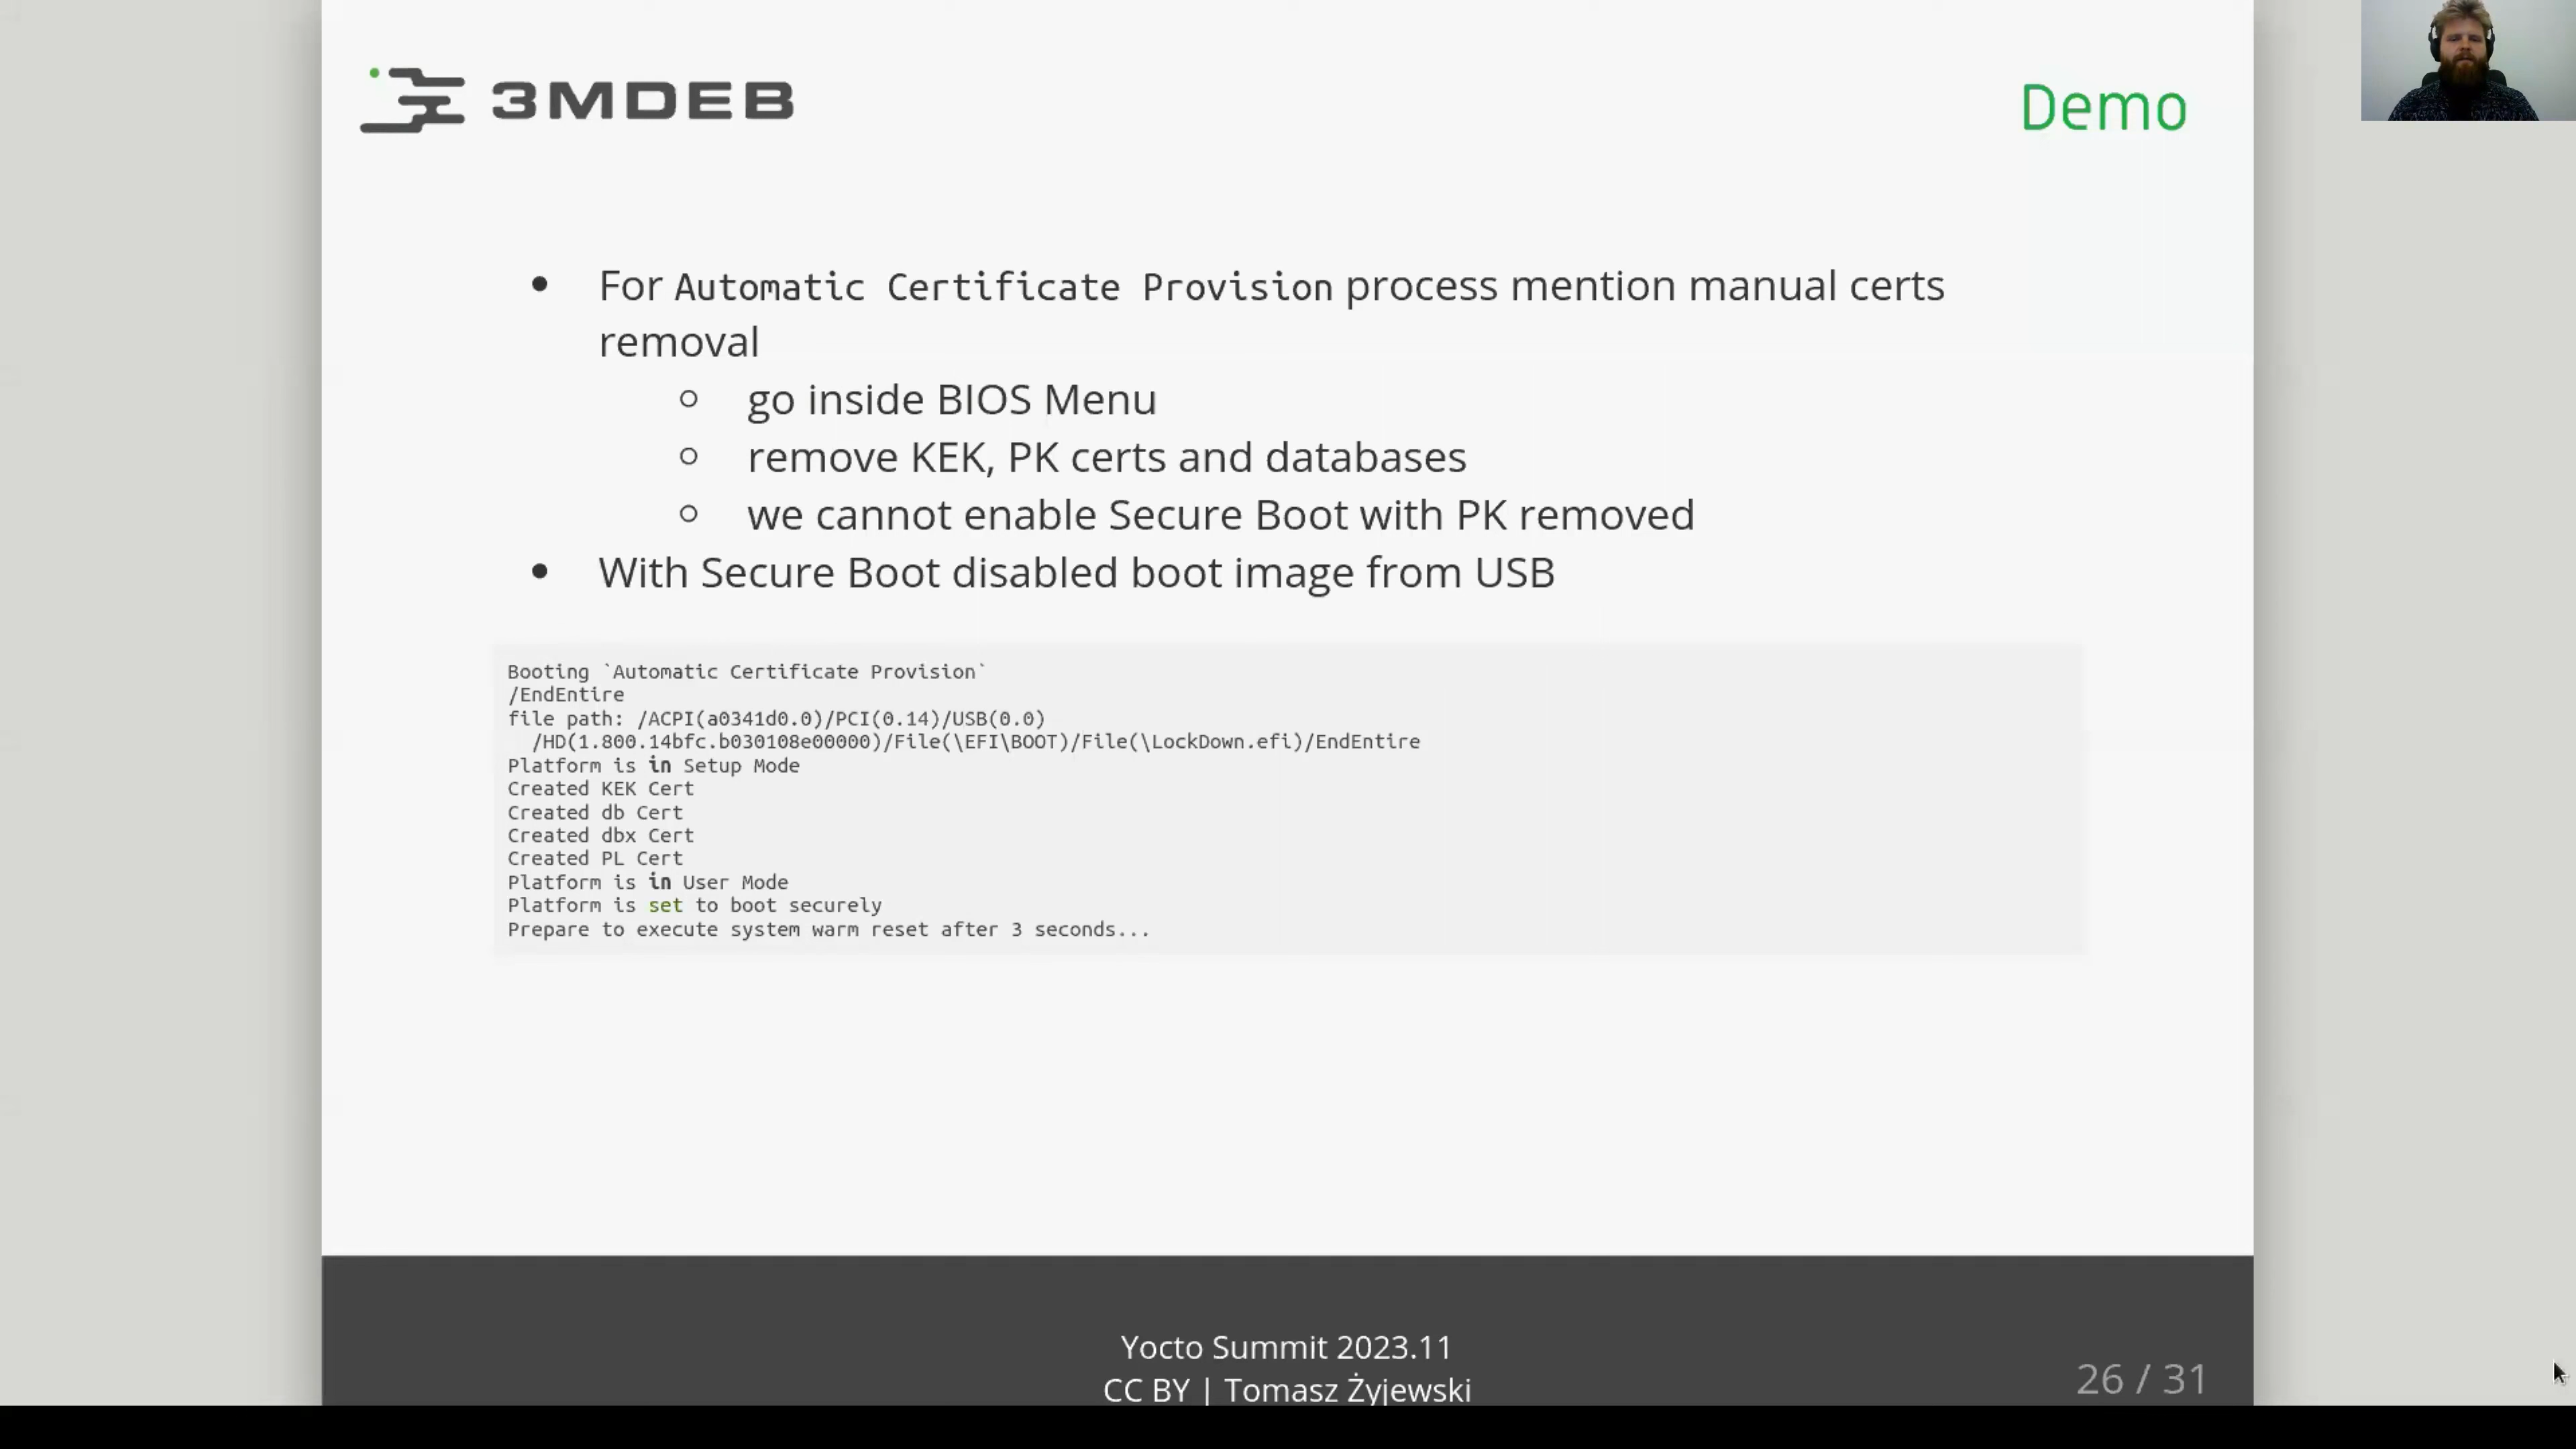 3MDEB
Demo
• For Automatic Certificate Provision process mention manual certs
removal
○ go inside BIOS Menu
○ remove KEK, PK certs and databases
○ we cannot enable Secure Boot with PK removed
• With Secure Boot disabled boot image from USB
Booting `Automatic Certificate Provision`
/EndEntire
file path: /ACPI(a0341d0.0)/PCI(0.14)/USB(0.0)
/HD(1.800.14bfc.b030108e00000)/File(\EFI\BOOT)/File(\LockDown.efi)/EndEntire
Platform is in Setup Mode
Created KEK Cert
Created db Cert
Created dbx Cert
Created PL Cert
Platform is in User Mode
Platform is set to boot securely
Prepare to execute system warm reset after 3 seconds...
Yocto Summit 2023.11
CC BY | Tomasz Żyjewski
26 / 31